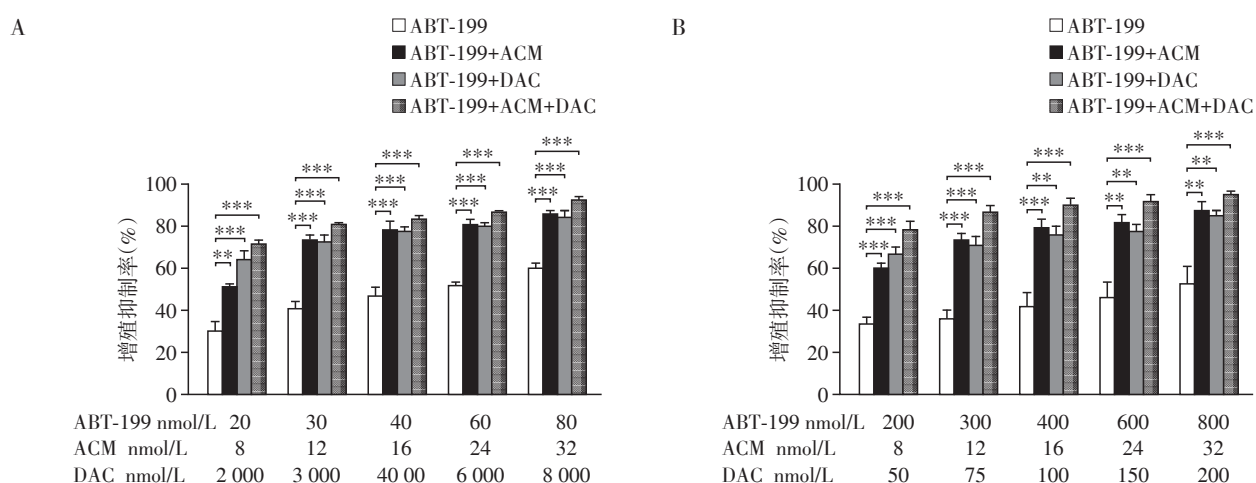 A
□ABT-199
■ABT-199+ACM
■ABT-199+DAC
ABT-199+ACM+DAC
*** *** *** *** ***
*** *** *** *** ***
** *** *** *** ***
增殖抑制率(%)
100
80
60
40
20
0
ABT-199 nmol/L 20 30 40 60 80
ACM nmol/L 8 12 16 24 32
DAC nmol/L 2 000 3 000 40 00 6 000 8 000
B
□ABT-199
■ABT-199+ACM
■ABT-199+DAC
ABT-199+ACM+DAC
*** *** *** *** ***
*** *** ** ** **
*** *** *** ** **
增殖抑制率(%)
100
80
60
40
20
0
ABT-199 nmol/L 200 300 400 600 800
ACM nmol/L 8 12 16 24 32
DAC nmol/L 50 75 100 150 200